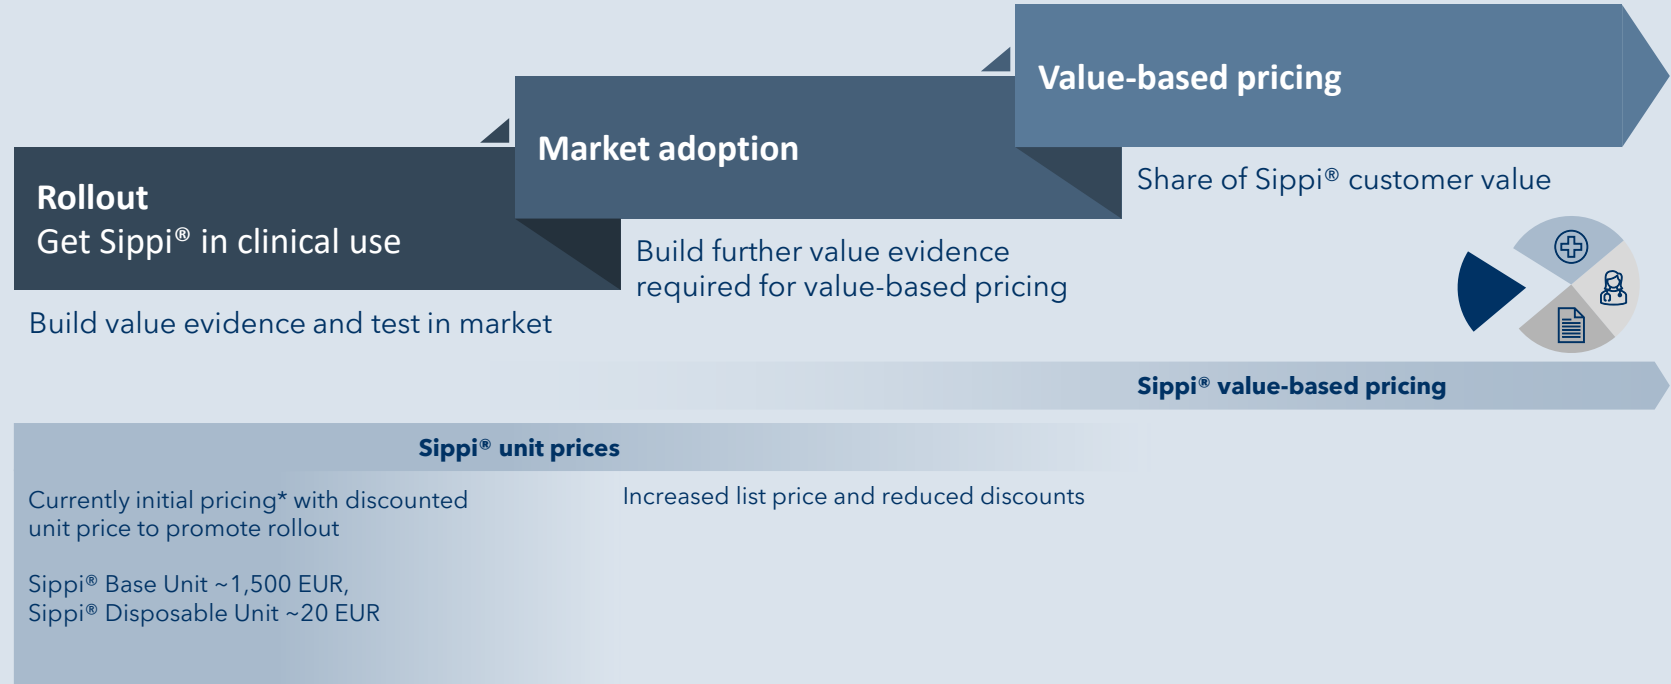 Value-based pricing
Market adoption
Share of Sippi® customer value
Rollout
Get Sippi® in clinical use
Build further value evidence
required for value-based pricing
Build value evidence and test in market
Sippi® value-based pricing
Sippi® unit prices
Currently initial pricing* with discounted
unit price to promote rollout
Increased list price and reduced discounts
Sippi® Base Unit ~1,500 EUR,
Sippi® Disposable Unit ~20 EUR